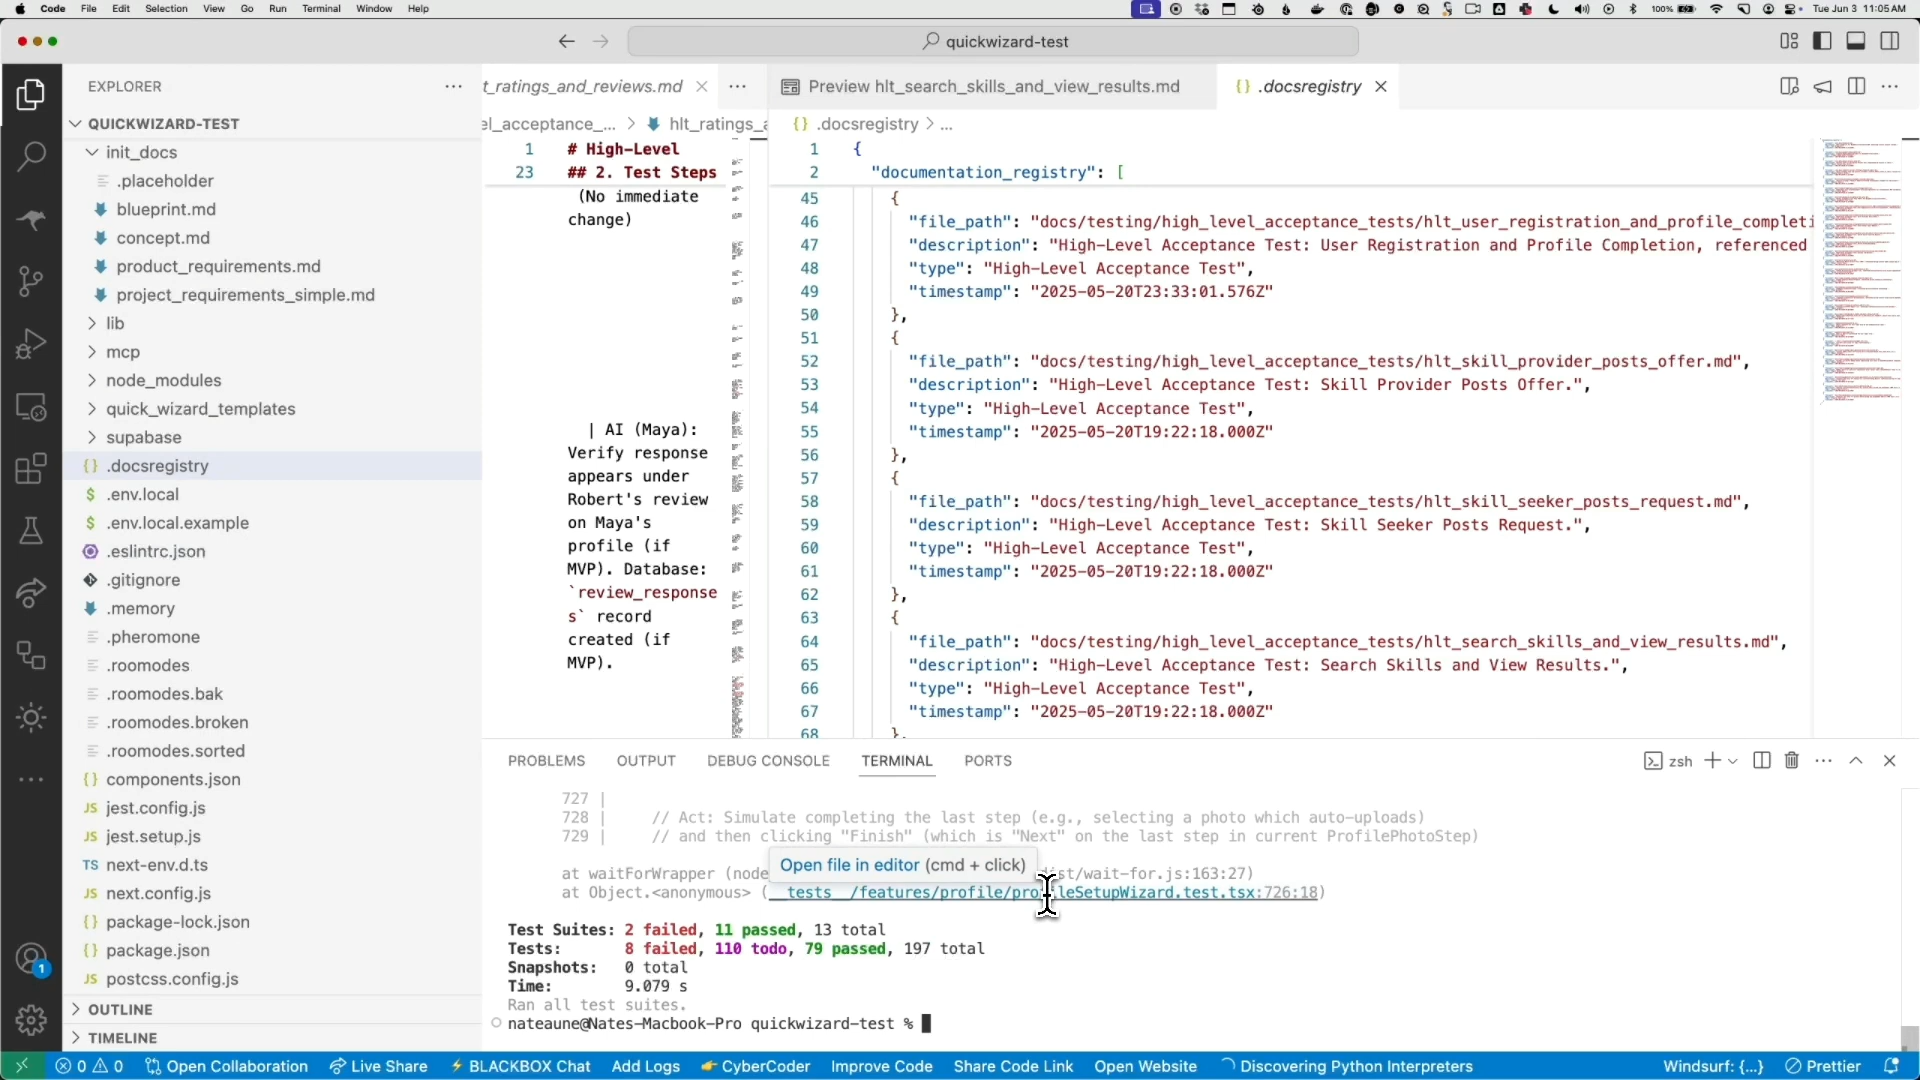 Code File Edit Selection View Go Run Terminal Window Help 100% Tue Jun 3 11:05 AM
quickwizard-test
EXPLORER
QUICKWIZARD-TEST
init_docs
.placeholder
blueprint.md
concept.md
product_requirements.md
project_requirements_simple.md
lib
mcp
node_modules
quick_wizard_templates
supabase
.docsregistry
.env.local
.env.local.example
.eslintrc.json
.gitignore
.memory
.pheromone
.roomodes
.roomodes.bak
.roomodes.broken
.roomodes.sorted
components.json
jest.config.js
jest.setup.js
next-env.d.ts
next.config.js
package-lock.json
package.json
postcss.config.js
OUTLINE
TIMELINE
t_ratings_and_reviews.md
el_acceptance_... > hlt_ratings_a
1 # High-Level
23 ## 2. Test Steps
(No immediate
change)
| AI (Maya):
Verify response
appears under
Robert's review
on Maya's
profile (if
MVP). Database:
`review_response
s` record
created (if
MVP).
Preview hlt_search_skills_and_view_results.md
{} .docsregistry
{} .docsregistry > ...
1 {
2 "documentation_registry": [
45 {
46 "file_path": "docs/testing/high_level_acceptance_tests/hlt_user_registration_and_profile_completi
47 "description": "High-Level Acceptance Test: User Registration and Profile Completion, referenced
48 "type": "High-Level Acceptance Test",
49 "timestamp": "2025-05-20T23:33:01.576Z"
50 },
51 {
52 "file_path": "docs/testing/high_level_acceptance_tests/hlt_skill_provider_posts_offer.md",
53 "description": "High-Level Acceptance Test: Skill Provider Posts Offer.",
54 "type": "High-Level Acceptance Test",
55 "timestamp": "2025-05-20T19:22:18.000Z"
56 },
57 {
58 "file_path": "docs/testing/high_level_acceptance_tests/hlt_skill_seeker_posts_request.md",
59 "description": "High-Level Acceptance Test: Skill Seeker Posts Request.",
60 "type": "High-Level Acceptance Test",
61 "timestamp": "2025-05-20T19:22:18.000Z"
62 },
63 {
64 "file_path": "docs/testing/high_level_acceptance_tests/hlt_search_skills_and_view_results.md",
65 "description": "High-Level Acceptance Test: Search Skills and View Results.",
66 "type": "High-Level Acceptance Test",
67 "timestamp": "2025-05-20T19:22:18.000Z"
68 },
PROBLEMS OUTPUT DEBUG CONSOLE TERMINAL PORTS zsh
727 |
728 | // Act: Simulate completing the last step (e.g., selecting a photo which auto-uploads)
729 | // and then clicking "Finish" (which is "Next" on the last step in current ProfilePhotoStep)
Open file in editor (cmd + click)
at waitForWrapper (node ist/wait-for.js:163:27)
at Object.<anonymous> (__tests__/features/profile/profileSetupWizard.test.tsx:726:18)
Test Suites: 2 failed, 11 passed, 13 total
Tests: 8 failed, 110 todo, 79 passed, 197 total
Snapshots: 0 total
Time: 9.079 s
Ran all test suites.
nateaune@Nates-Macbook-Pro quickwizard-test %
1
0 0 Open Collaboration Live Share BLACKBOX Chat Add Logs CyberCoder Improve Code Share Code Link Open Website Discovering Python Interpreters Windsurf: {...} Prettier